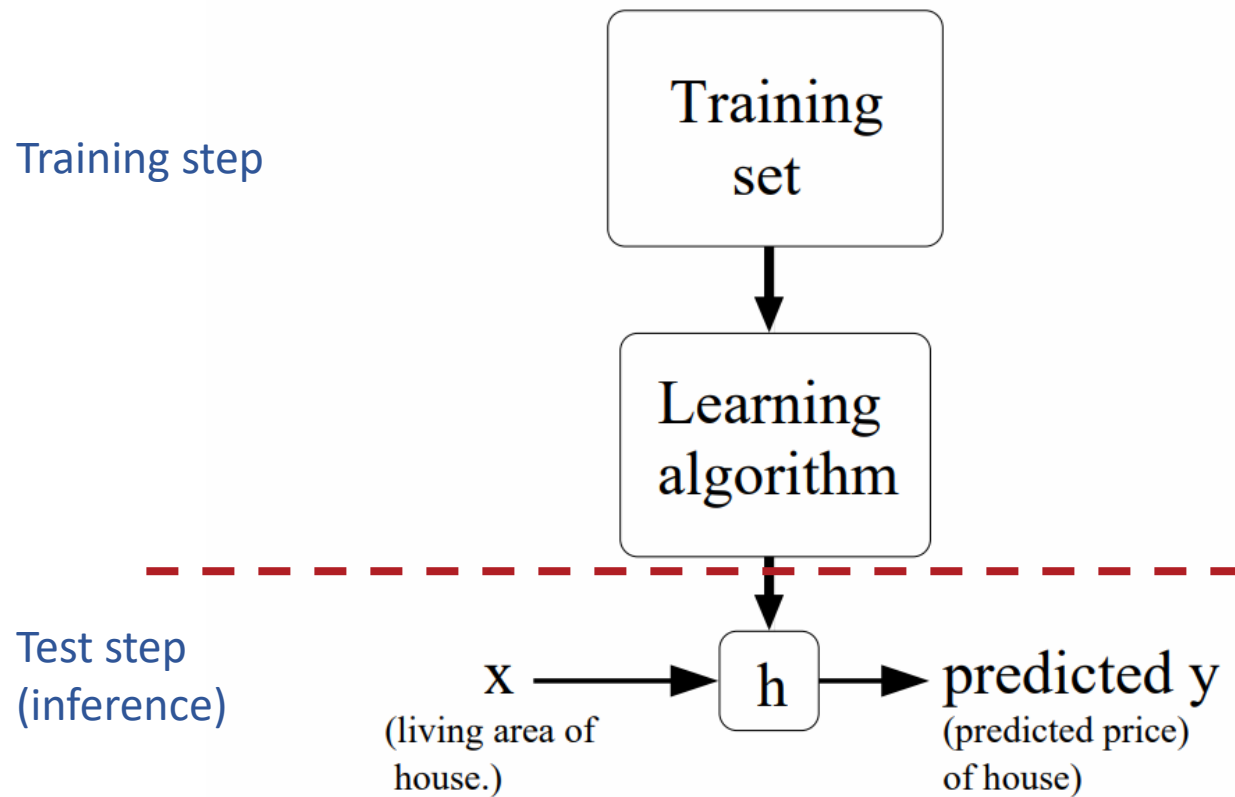 Training step
Training
set
Learning
algorithm
Test step
(inference)
x
(living area of
house.)
h
predicted y
(predicted price)
of house)